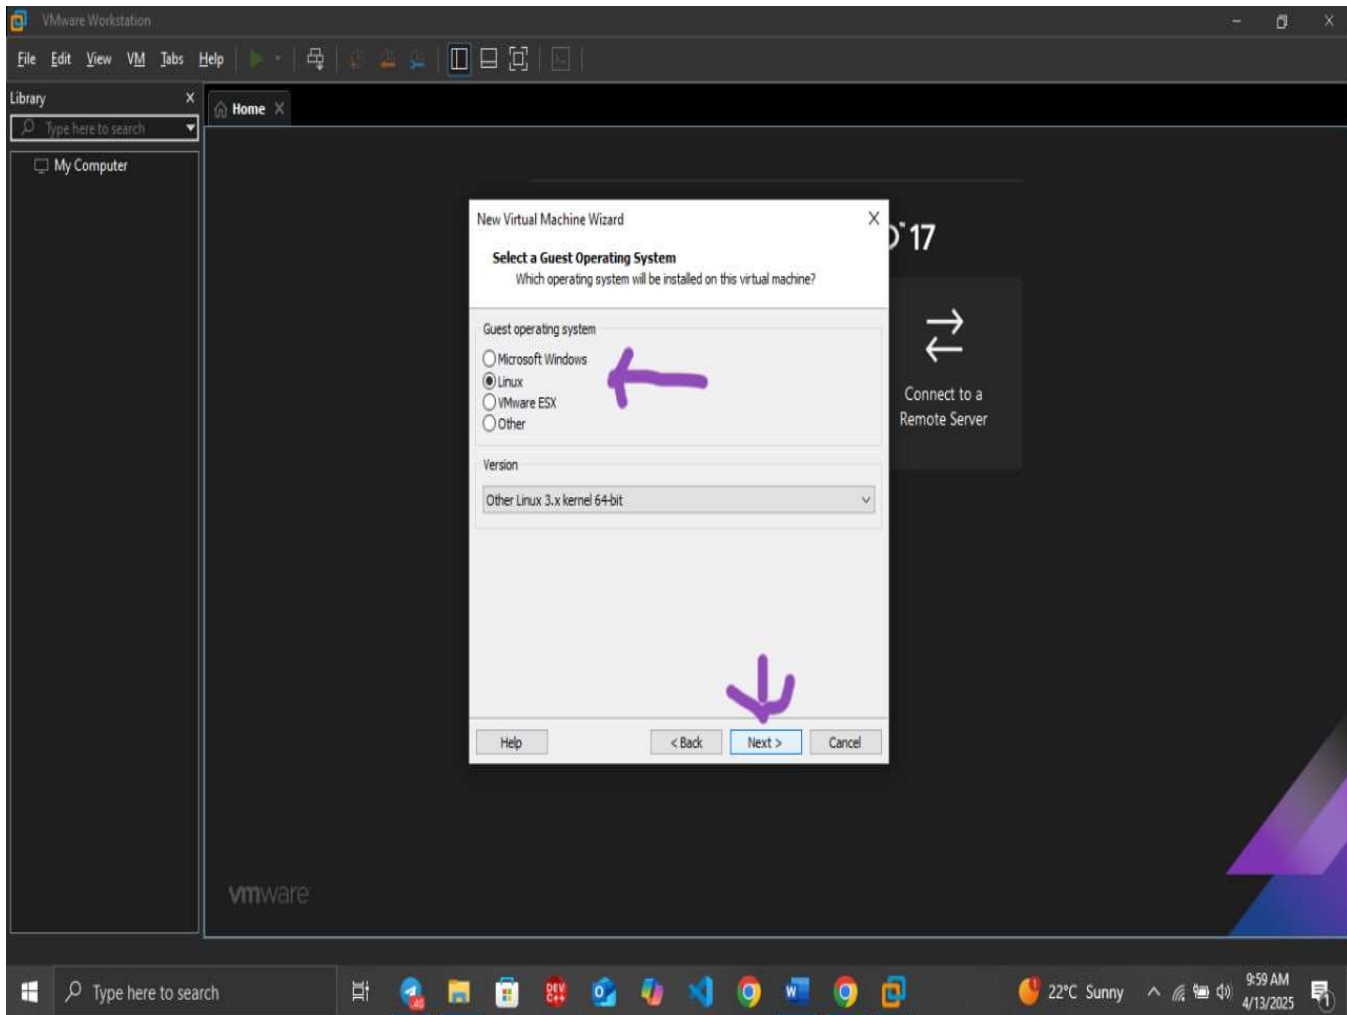 VMware Workstation
File Edit View VM Tabs Help
Library
Home
Type here to search
My Computer
17
New Virtual Machine Wizard
Select a Guest Operating System
Which operating system will be installed on this virtual machine?
Guest operating system
Microsoft Windows
Linux
VMware ESX
Other
Connect to a
Remote Server
Version
Other Linux 3.x kernel 64-bit
Help < Back Next > Cancel
vmware
Type here to search
DEV
C++
22°C Sunny
9:59 AM
4/13/2025